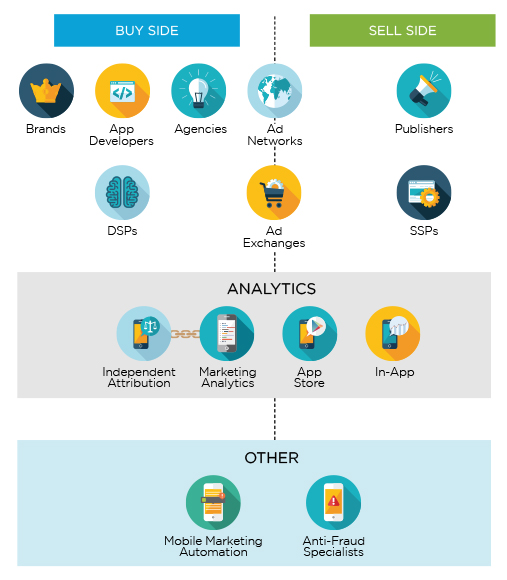 BUY SIDE
SELL SIDE
Brands
App
Developers
Agencies
Ad
Networks
Publishers
DSPs
Ad
Exchanges
SSPs
ANALYTICS
Independent
Attribution
Marketing
Analytics
App
Store
In-App
OTHER
Mobile Marketing
Automation
Anti-Fraud
Specialists